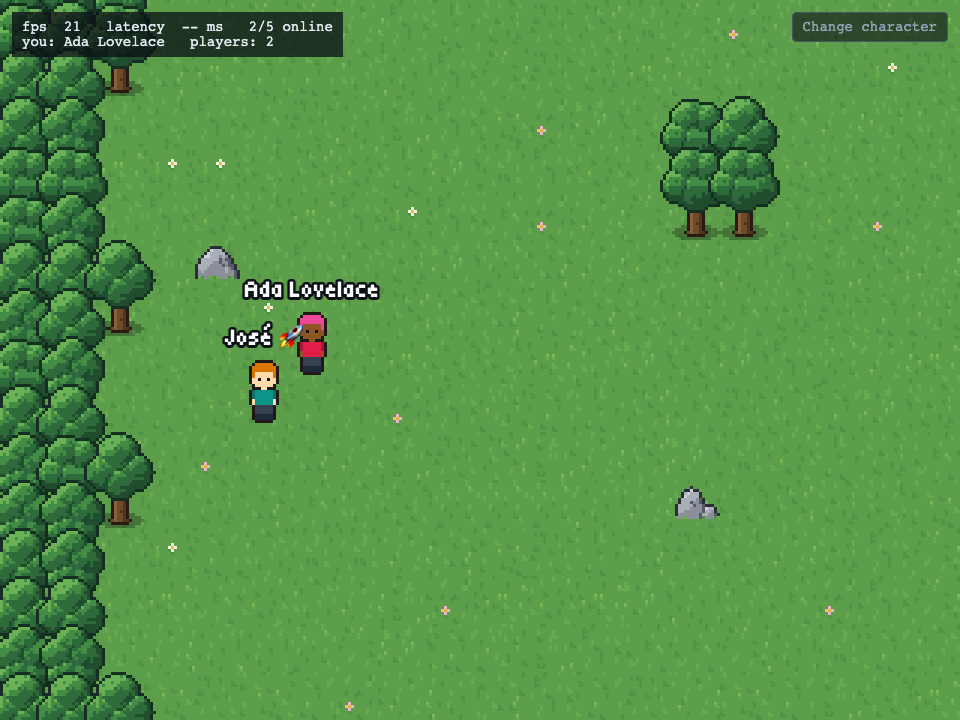 fps 21 latency -- ms 2/5 online
you: Ada Lovelace players: 2
Change character
Ada Lovelace
José 🚀